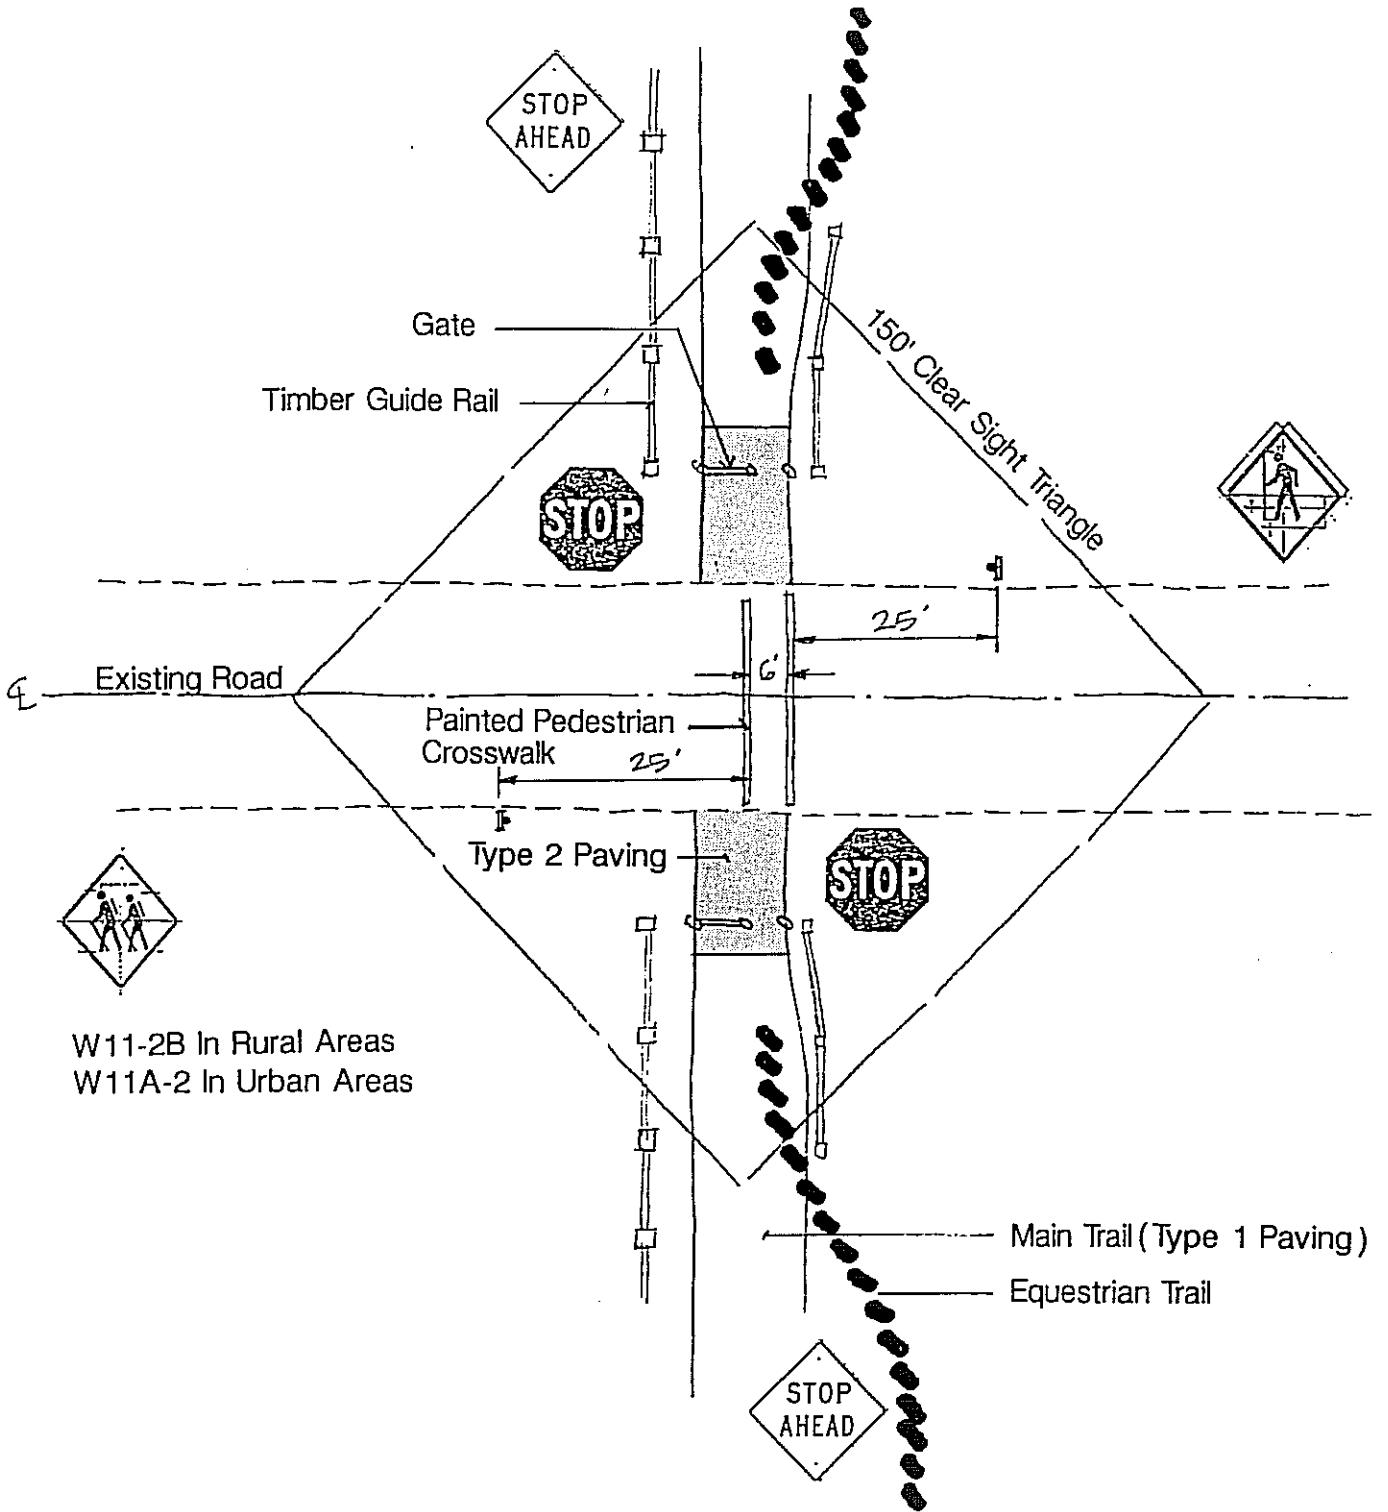 STOP
AHEAD
Gate
Timber Guide Rail
150' Clear Sight Triangle
STOP
25'
6'
℄ Existing Road
Painted Pedestrian
Crosswalk
25'
Type 2 Paving
STOP
W11-2B In Rural Areas
W11A-2 In Urban Areas
Main Trail (Type 1 Paving)
Equestrian Trail
STOP
AHEAD